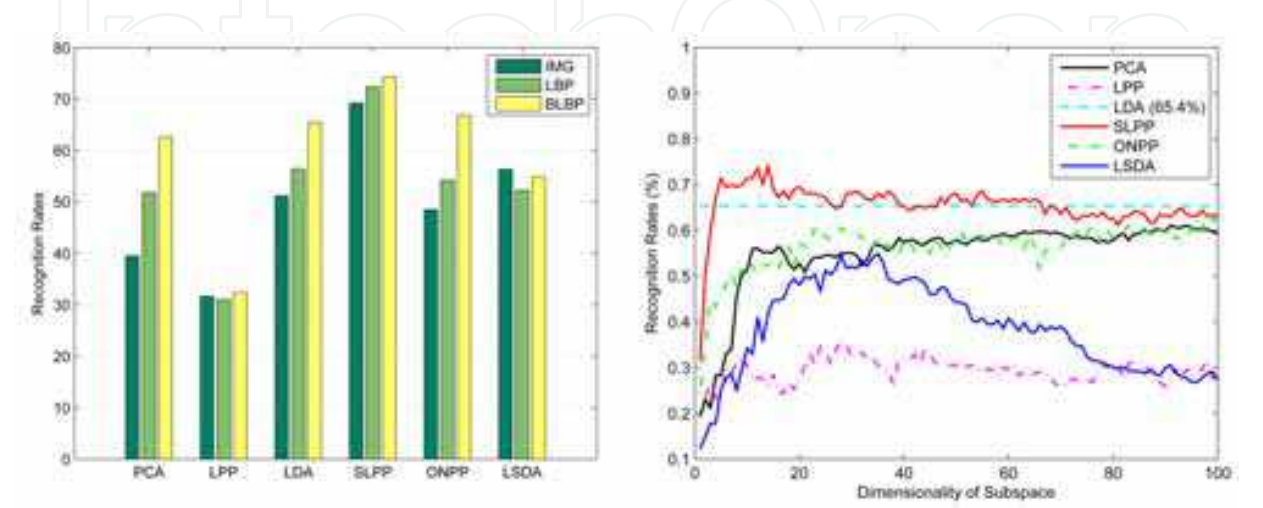 80
70
60
50
40
30
20
10
0
Recognition Rates
IMG
LBP
BLBP
PCA LPP LDA SLPP ONPP LSDA
1
0.9
0.8
0.7
0.6
0.5
0.4
0.3
0.2
0.1
Recognition Rates (%)
PCA
LPP
LDA (65.4%)
SLPP
ONPP
LSDA
0 20 40 60 80 100
Dimensionality of Subspace